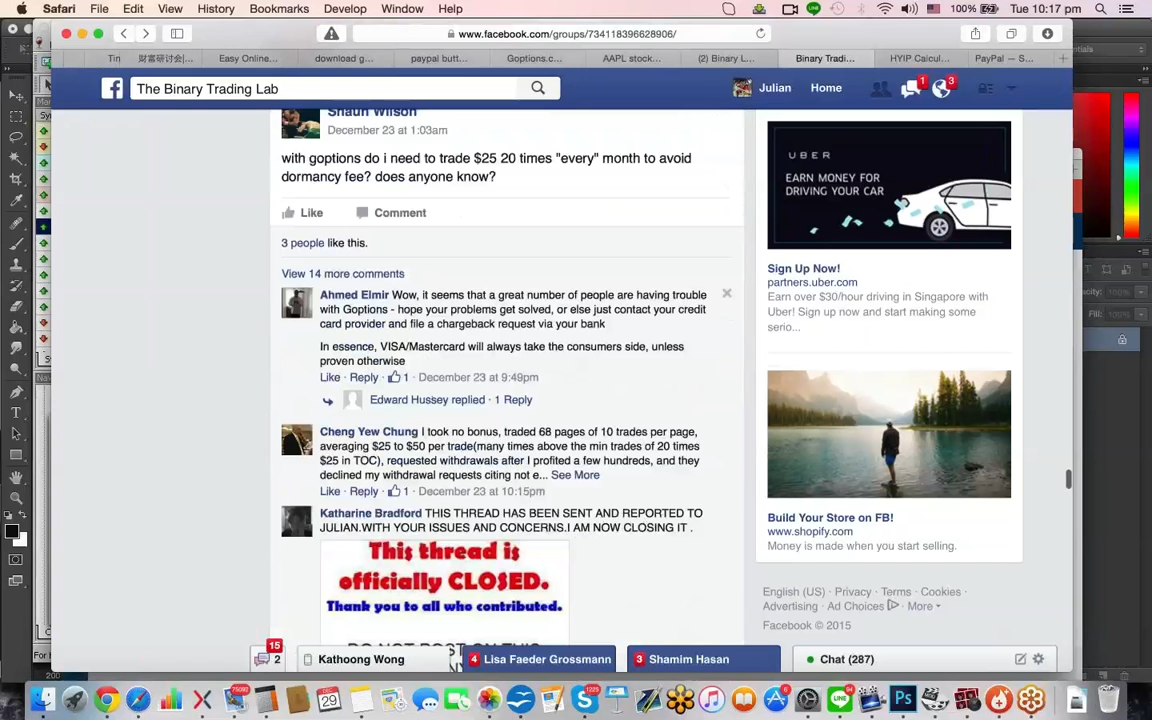 Safari File Edit View History Bookmarks Develop Window Help 100% Tue 10:17 pm
www.facebook.com/groups/734118396628906/
Tin 財富研讨会|... Easy Online... download g... paypal butt... Goptions.c... AAPL stock... (2) Binary L... Binary Tradi... HYIP Calcul... PayPal — S...
The Binary Trading Lab Julian Home 1 3
Shaun Wilson
December 23 at 1:03am
with goptions do i need to trade $25 20 times "every" month to avoid
dormancy fee? does anyone know?
Like Comment
3 people like this.
View 14 more comments
Ahmed Elmir Wow, it seems that a great number of people are having trouble
with Goptions - hope your problems get solved, or else just contact your credit
card provider and file a chargeback request via your bank
In essence, VISA/Mastercard will always take the consumers side, unless
proven otherwise
Like · Reply · 1 · December 23 at 9:49pm
Edward Hussey replied · 1 Reply
Cheng Yew Chung I took no bonus, traded 68 pages of 10 trades per page,
averaging $25 to $50 per trade(many times above the min trades of 20 times
$25 in TOC), requested withdrawals after I profited a few hundreds, and they
declined my withdrawal requests citing not e... See More
Like · Reply · 1 · December 23 at 10:15pm
Katharine Bradford THIS THREAD HAS BEEN SENT AND REPORTED TO
JULIAN.WITH YOUR ISSUES AND CONCERNS.I AM NOW CLOSING IT .
This thread is
officially CLOSED.
Thank you to all who contributed.
DO NOT POST ON THIS
UBER
EARN MONEY FOR
DRIVING YOUR CAR
Sign Up Now!
partners.uber.com
Earn over $30/hour driving in Singapore with
Uber! Sign up now and start making some
serio...
Build Your Store on FB!
www.shopify.com
Money is made when you start selling.
English (US) · Privacy · Terms · Cookies ·
Advertising · Ad Choices · More
Facebook © 2015
15
2 Kathoong Wong 4 Lisa Faeder Grossmann 3 Shamim Hasan Chat (287)
200